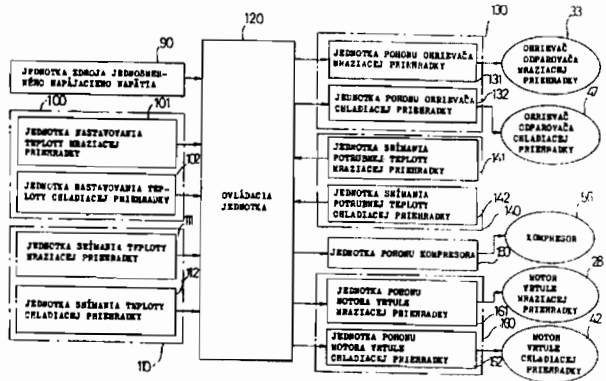 90
JEDNOTKA ZDROJA JEDNOSMER-
NÉHO NAPÁJACIEHO NAPÄTIA
100
101
JEDNOTKA NASTAVOVANIA
TEPLOTY MRAZIACEJ
PRIEHRADKY
102
JEDNOTKA NASTAVOVANIA TEP-
LOTY CHLADIACEJ PRIEHRADKY
111
JEDNOTKA SNÍMANIA TEPLOTY
MRAZIACEJ PRIEHRADKY
112
JEDNOTKA SNÍMANIA TEPLOTY
CHLADIACEJ PRIEHRADKY
110
120
OVLÁDACIA
JEDNOTKA
130
JEDNOTKA POHONU OHRIEVAČA
MRAZIACEJ PRIEHRADKY
131
JEDNOTKA POHONU OHRIEVAČA
CHLADIACEJ PRIEHRADKY
132
JEDNOTKA SNÍMANIA
POTREBNEJ TEPLOTY
MRAZIACEJ PRIEHRADKY
141
JEDNOTKA SNÍMANIA
POTREBNEJ TEPLOTY
CHLADIACEJ PRIEHRADKY
142
140
JEDNOTKA POHONU KOMPRESORA
JEDNOTKA POHONU
MOTORA VRTULE
MRAZIACEJ PRIEHRADKY
161
160
JEDNOTKA POHONU
MOTORA VRTULE
CHLADIACEJ PRIEHRADKY
33
OHRIEVAČ
ODPAROVAČA
MRAZIACEJ
PRIEHRADKY
47
OHRIEVAČ
ODPAROVAČA
CHLADIACEJ
PRIEHRADKY
56
KOMPRESOR
28
MOTOR
VRTULE
MRAZIACEJ
PRIEHRADKY
42
MOTOR
VRTULE
CHLADIACEJ
PRIEHRADKY